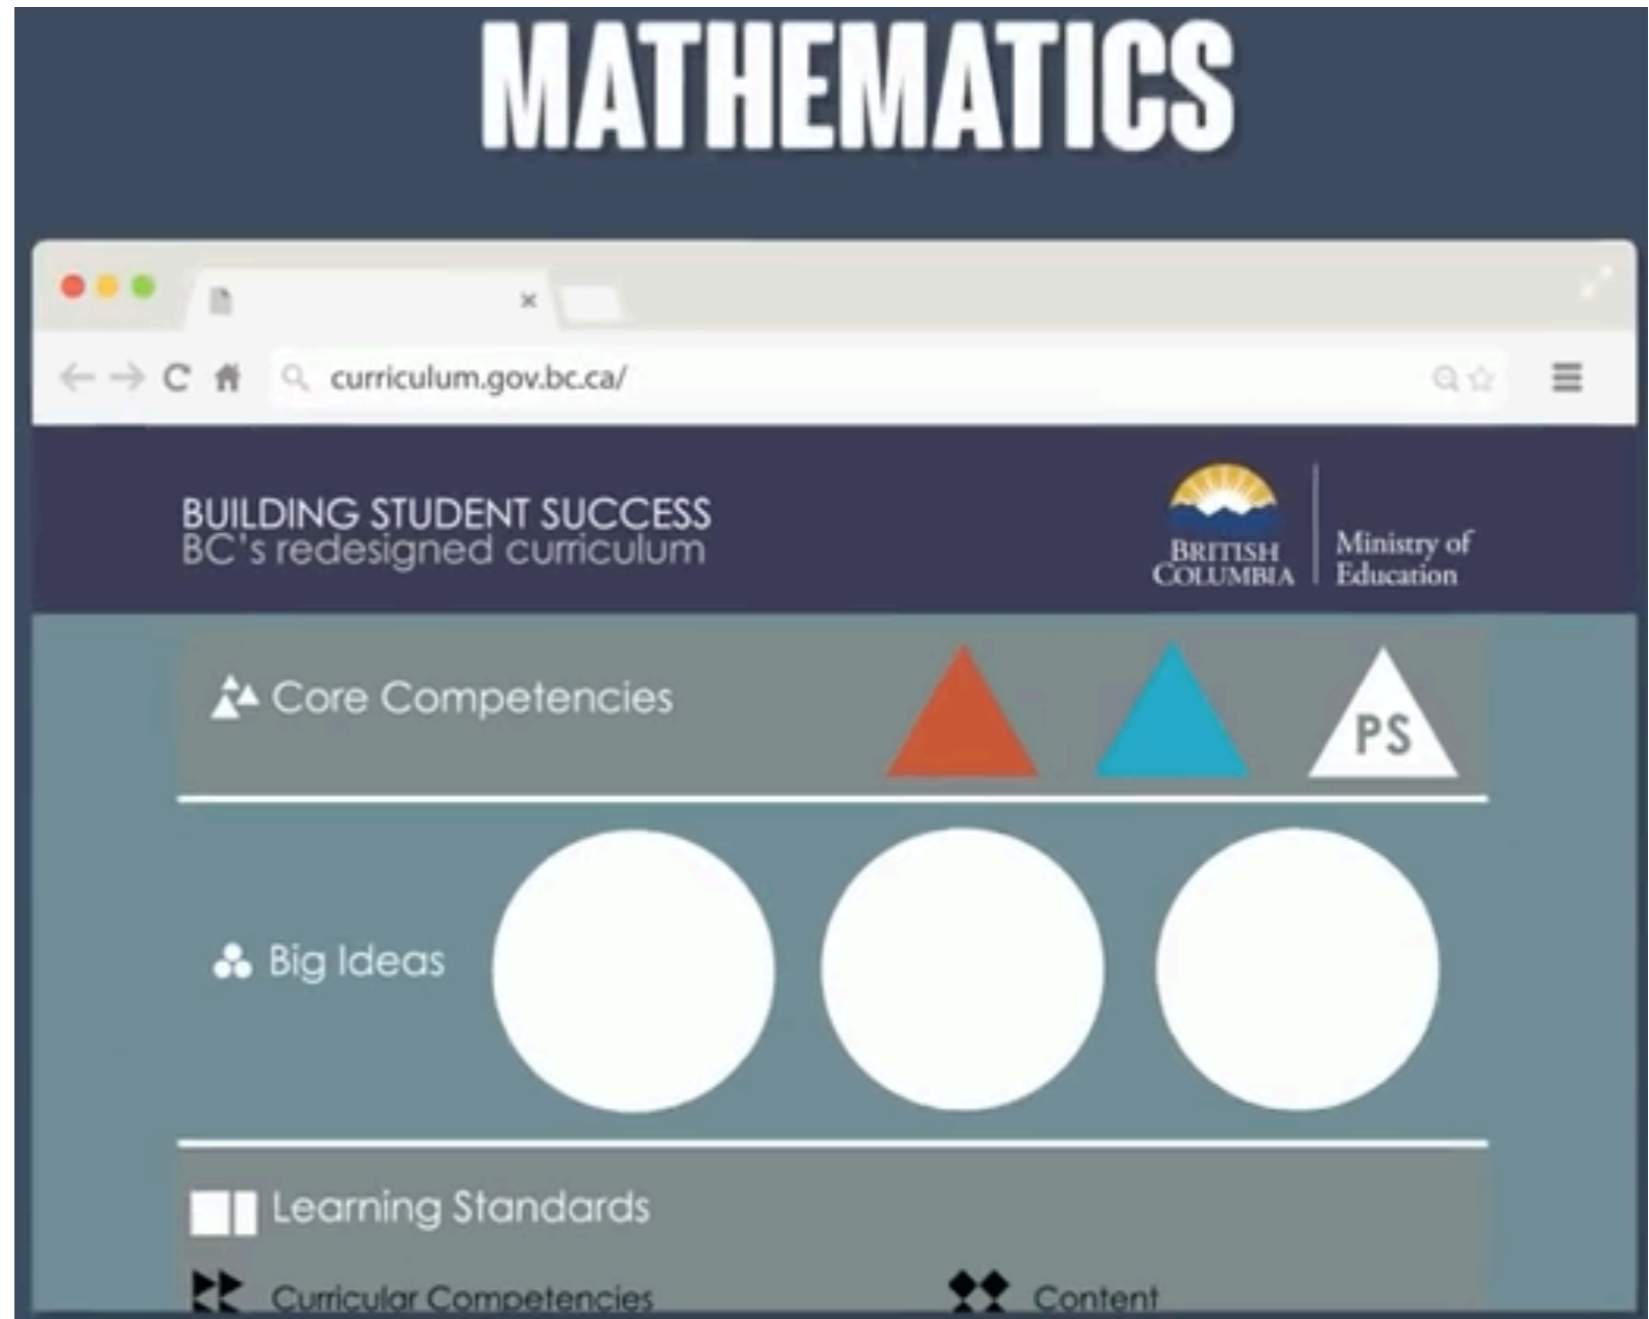 MATHEMATICS
curriculum.gov.bc.ca/
BUILDING STUDENT SUCCESS
BC's redesigned curriculum
BRITISH
COLUMBIA
Ministry of
Education
Core Competencies
PS
Big Ideas
Learning Standards
Curricular Competencies
Content